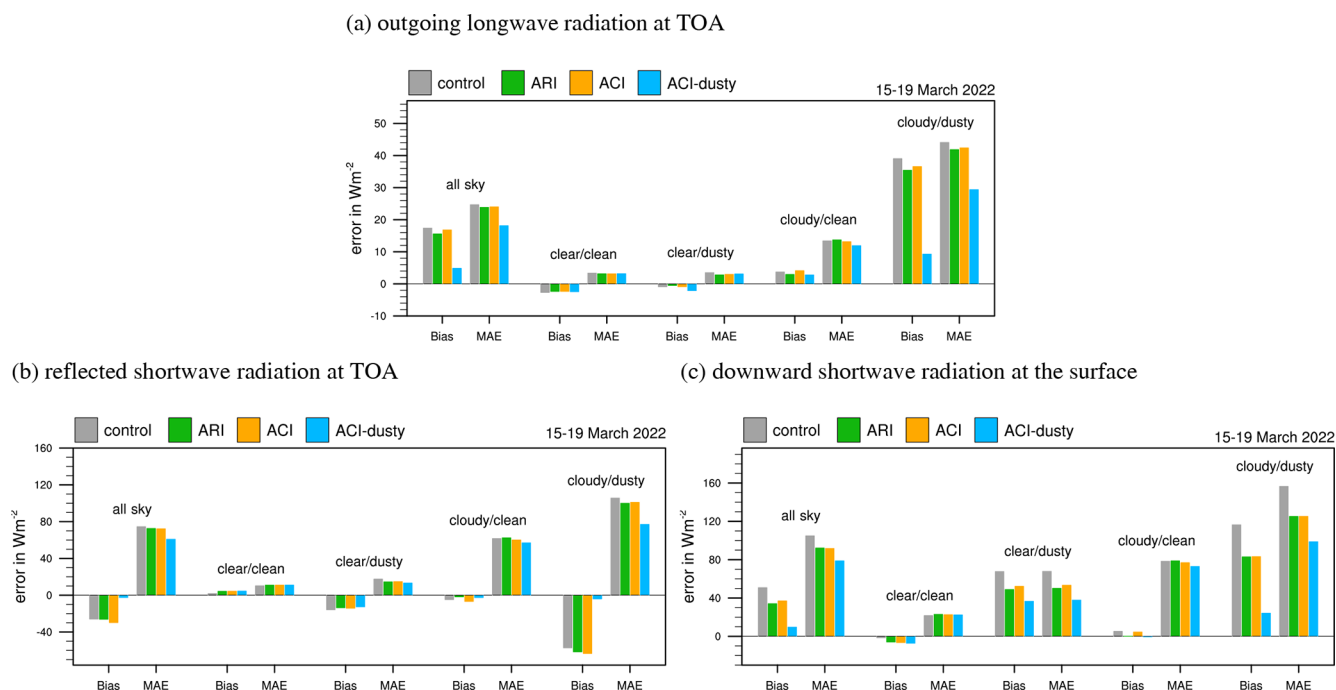 (a) outgoing longwave radiation at TOA
control ARI ACI ACI-dusty 15-19 March 2022
error in Wm-2
50
40
30
20
10
0
-10
all sky
clear/clean
clear/dusty
cloudy/clean
cloudy/dusty
Bias MAE Bias MAE Bias MAE Bias MAE Bias MAE
(b) reflected shortwave radiation at TOA
control ARI ACI ACI-dusty 15-19 March 2022
error in Wm-2
160
120
80
40
0
-40
all sky
clear/clean
clear/dusty
cloudy/clean
cloudy/dusty
Bias MAE Bias MAE Bias MAE Bias MAE Bias MAE
(c) downward shortwave radiation at the surface
control ARI ACI ACI-dusty 15-19 March 2022
error in Wm-2
160
120
80
40
0
all sky
clear/clean
clear/dusty
cloudy/clean
cloudy/dusty
Bias MAE Bias MAE Bias MAE Bias MAE Bias MAE